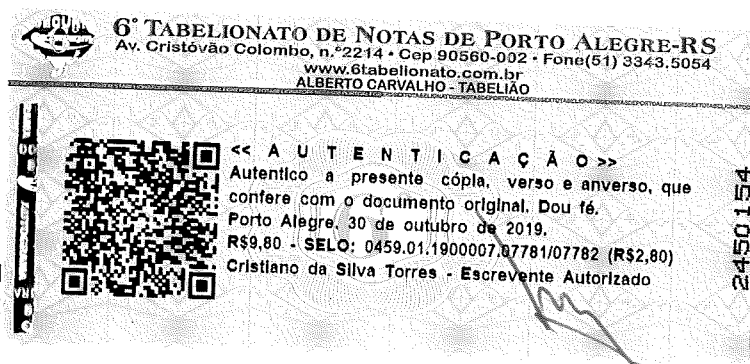 6º TABELIONATO DE NOTAS DE PORTO ALEGRE-RS
Av. Cristóvão Colombo, n.º2214 • Cep 90560-002 • Fone(51) 3343.5054
www.6tabelionato.com.br
ALBERTO CARVALHO - TABELIÃO
<< A U T E N T I C A Ç Ã O >>
Autentico a presente cópia, verso e anverso, que
confere com o documento original. Dou fé.
Porto Alegre, 30 de outubro de 2019.
R$9,80 - SELO: 0459.01.1900007.07781/07782 (R$2,80)
Cristiano da Silva Torres - Escrevente Autorizado
2450154